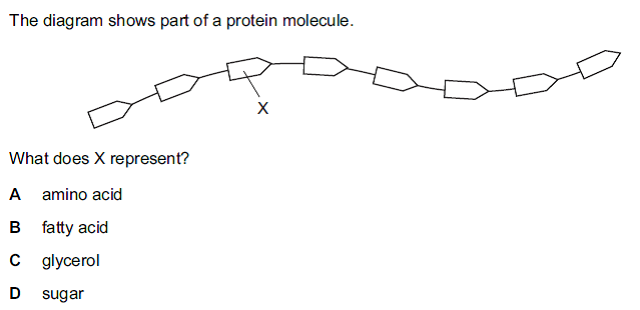 The diagram shows part of a protein molecule.
X
What does X represent?
A amino acid
B fatty acid
C glycerol
D sugar